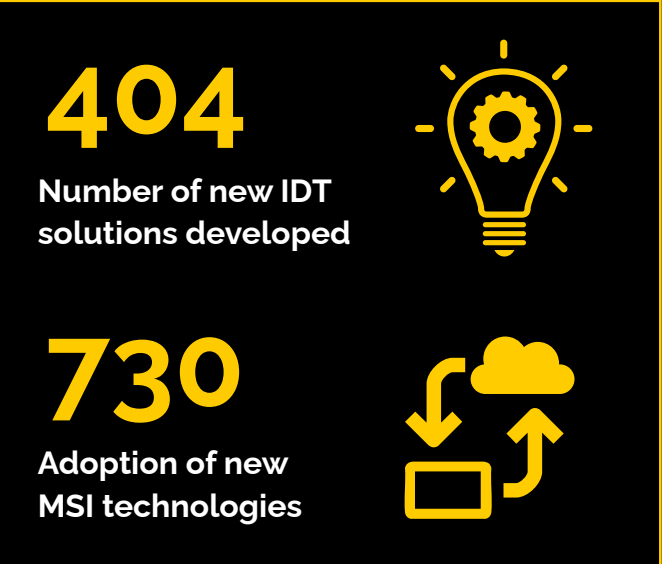 404
Number of new IDT
solutions developed
730
Adoption of new
MSI technologies